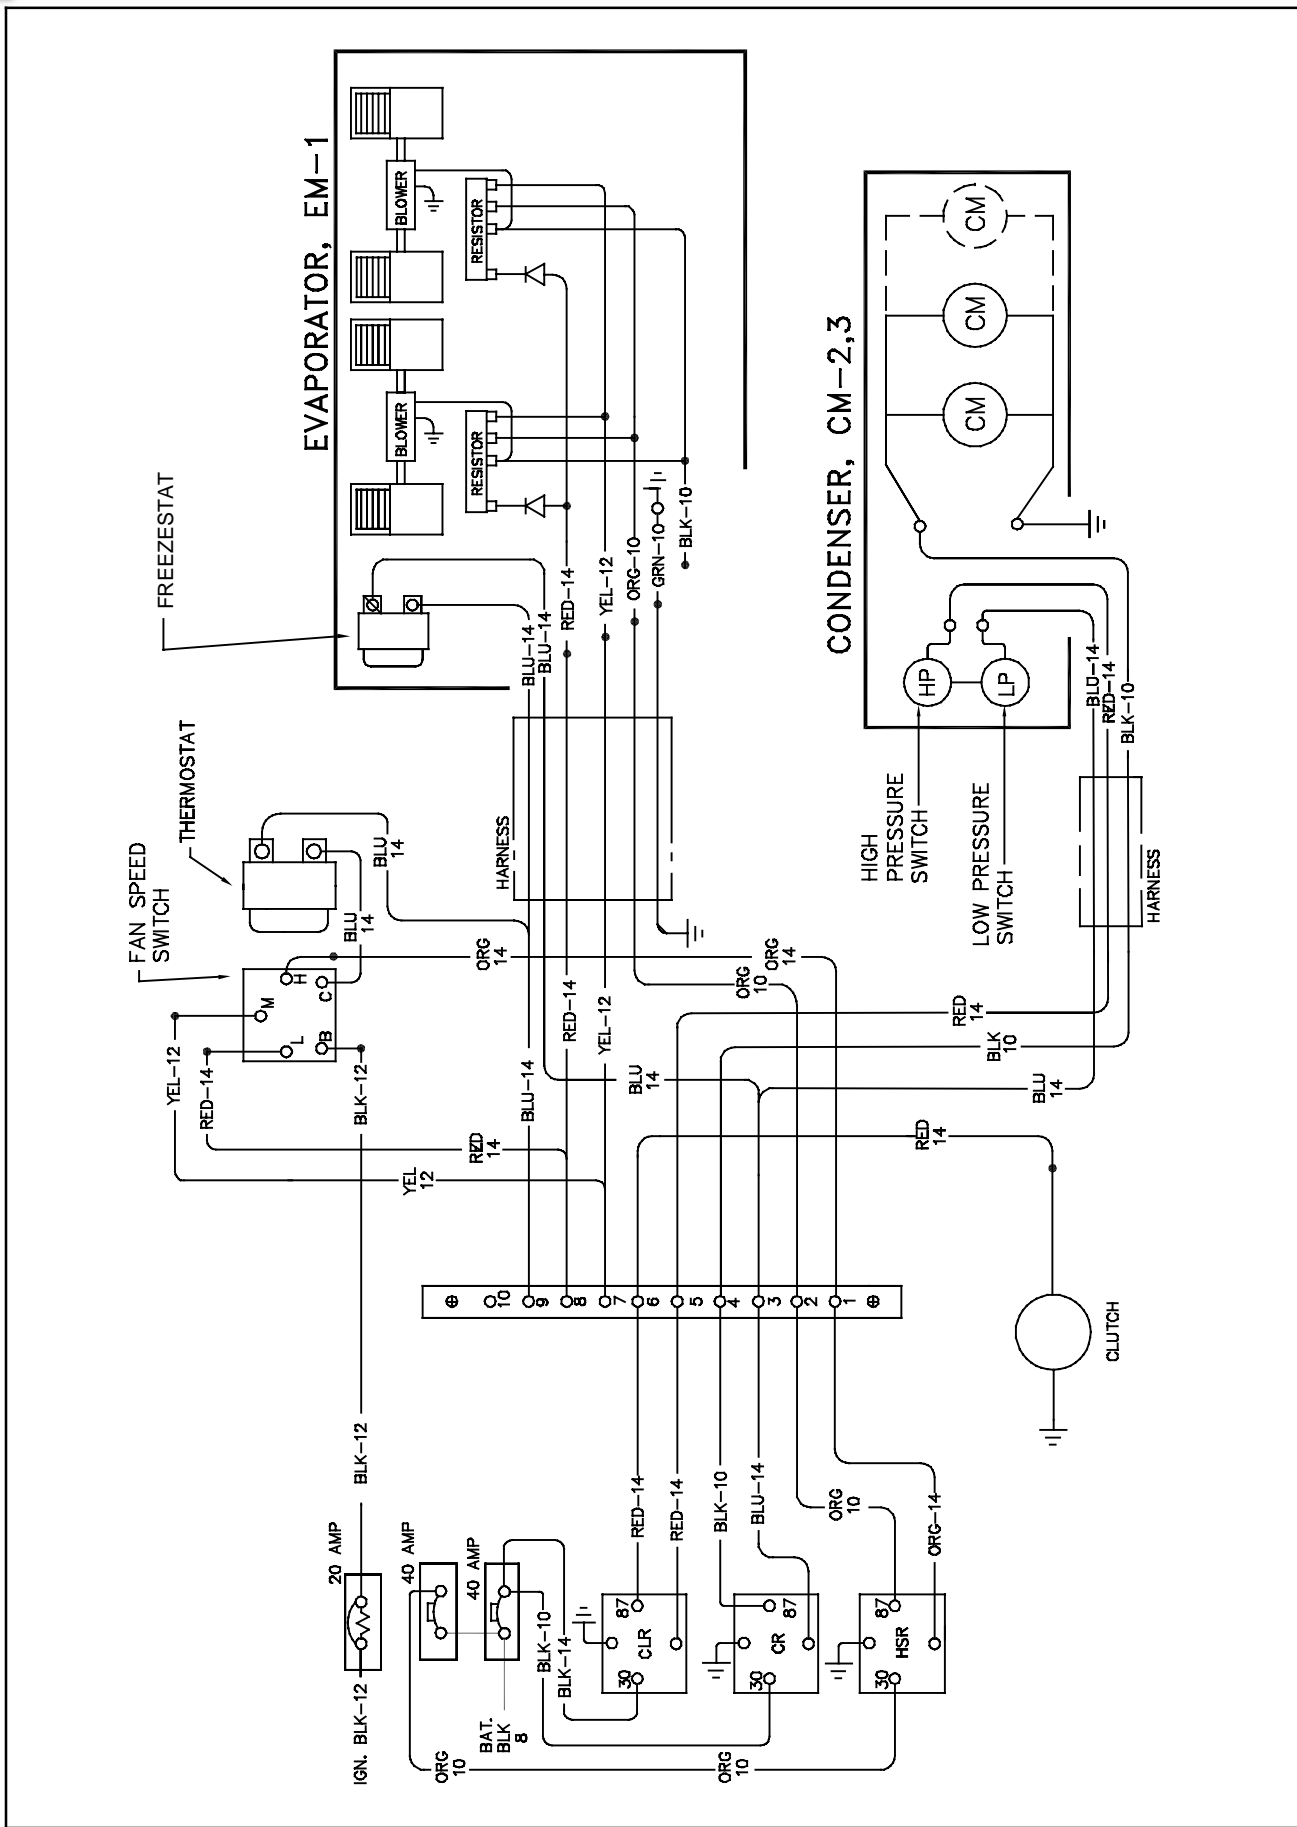 EVAPORATOR, EM-1
BLOWER
RESISTOR
BLOWER
RESISTOR
FREEZESTAT
THERMOSTAT
FAN SPEED
SWITCH
H
C
M
L
B
BLU
14
BLU
14
ORG
14
YEL-12
RED-14
BLK-12
RED
14
YEL
12
BLU-14
BLU-14
RED-14
YEL-12
ORG-10
GRN-10
BLK-10
HARNESS
BLU-14
RED-14
YEL-12
BLU
14
ORG
10
ORG
14
CONDENSER, CM-2,3
CM
CM
CM
HP
LP
HIGH
PRESSURE
SWITCH
LOW PRESSURE
SWITCH
BLU-14
RED-14
BLK-10
HARNESS
RED
14
BLK
10
BLU
14
RED
14
CLUTCH
10
9
8
7
6
5
4
3
2
1
BLK-12
20 AMP
40 AMP
40 AMP
IGN. BLK-12
BAT.
BLK
8
ORG
10
ORG
10
BLK-10
BLK-14
RED-14
RED-14
BLK-10
BLU-14
ORG
10
ORG-14
87
CLR
30
87
CR
30
87
HSR
30